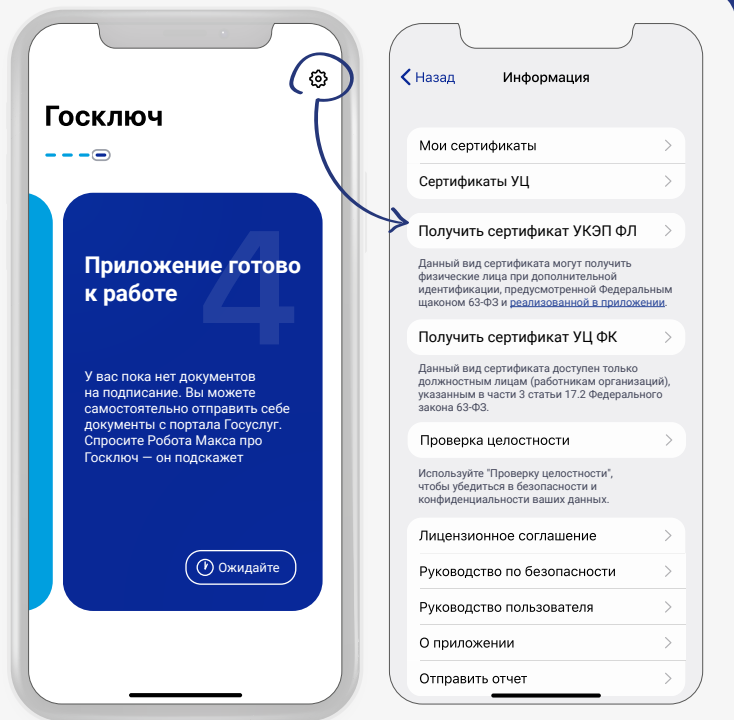 Госключ
4
Приложение готово
к работе
У вас пока нет документов
на подписание. Вы можете
самостоятельно отправить себе
документы с портала Госуслуг.
Спросите Робота Макса про
Госключ — он подскажет
Ожидайте
Назад
Информация
Мои сертификаты
Сертификаты УЦ
Получить сертификат УКЭП ФЛ
Данный вид сертификата могут получить
физические лица при дополнительной
идентификации, предусмотренной Федеральным
щаконом 63-ФЗ и реализованной в приложении.
Получить сертификат УЦ ФК
Данный вид сертификата доступен только
должностным лицам (работникам организаций),
указанным в части 3 статьи 17.2 Федерального
закона 63-ФЗ.
Проверка целостности
Используйте "Проверку целостности",
чтобы убедиться в безопасности и
конфиденциальности ваших данных.
Лицензионное соглашение
Руководство по безопасности
Руководство пользователя
О приложении
Отправить отчет